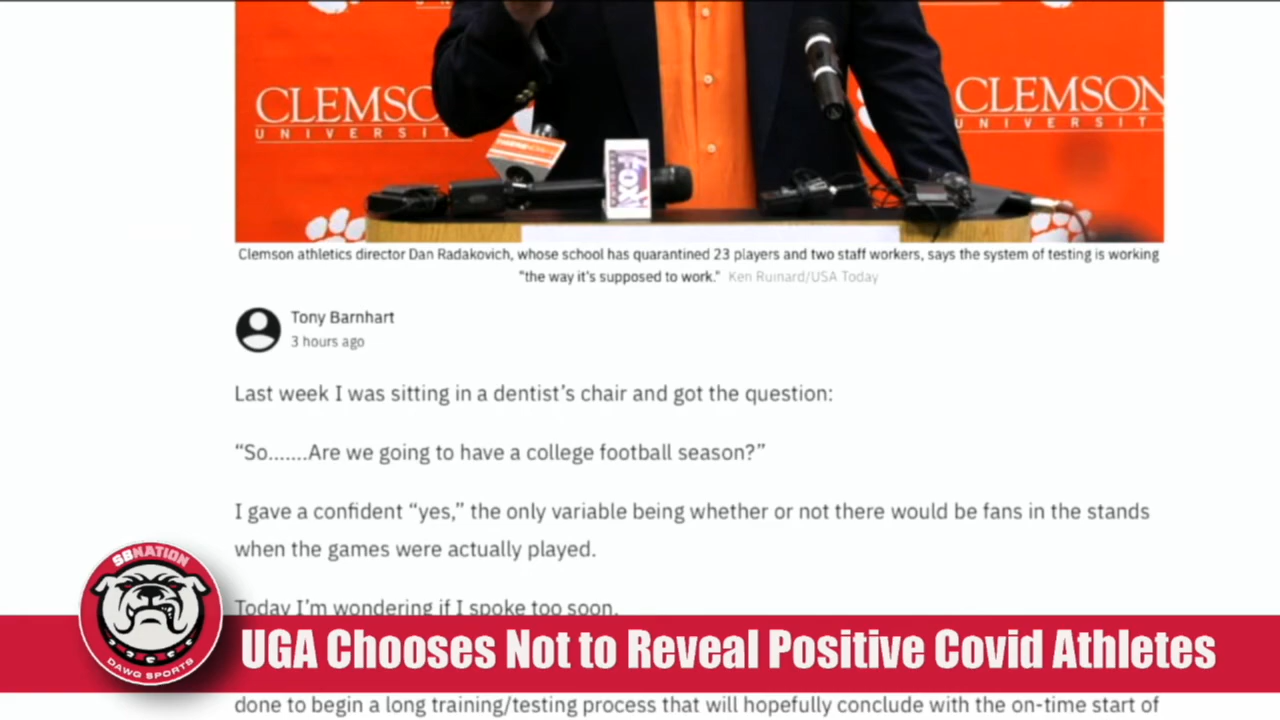 CLEMSO
UNIVERSIT
CLEMSON
UNIVERSITY
FOX
Clemson athletics director Dan Radakovich, whose school has quarantined 23 players and two staff workers, says the system of testing is working
"the way it's supposed to work." Ken Ruinard/USA Today
Tony Barnhart
3 hours ago
Last week I was sitting in a dentist’s chair and got the question:
“So.......Are we going to have a college football season?”
I gave a confident “yes,” the only variable being whether or not there would be fans in the stands
when the games were actually played.
Today I’m wondering if I spoke too soon.
SBNATION
DAWG SPORTS
UGA Chooses Not to Reveal Positive Covid Athletes
done to begin a long training/testing process that will hopefully conclude with the on-time start of